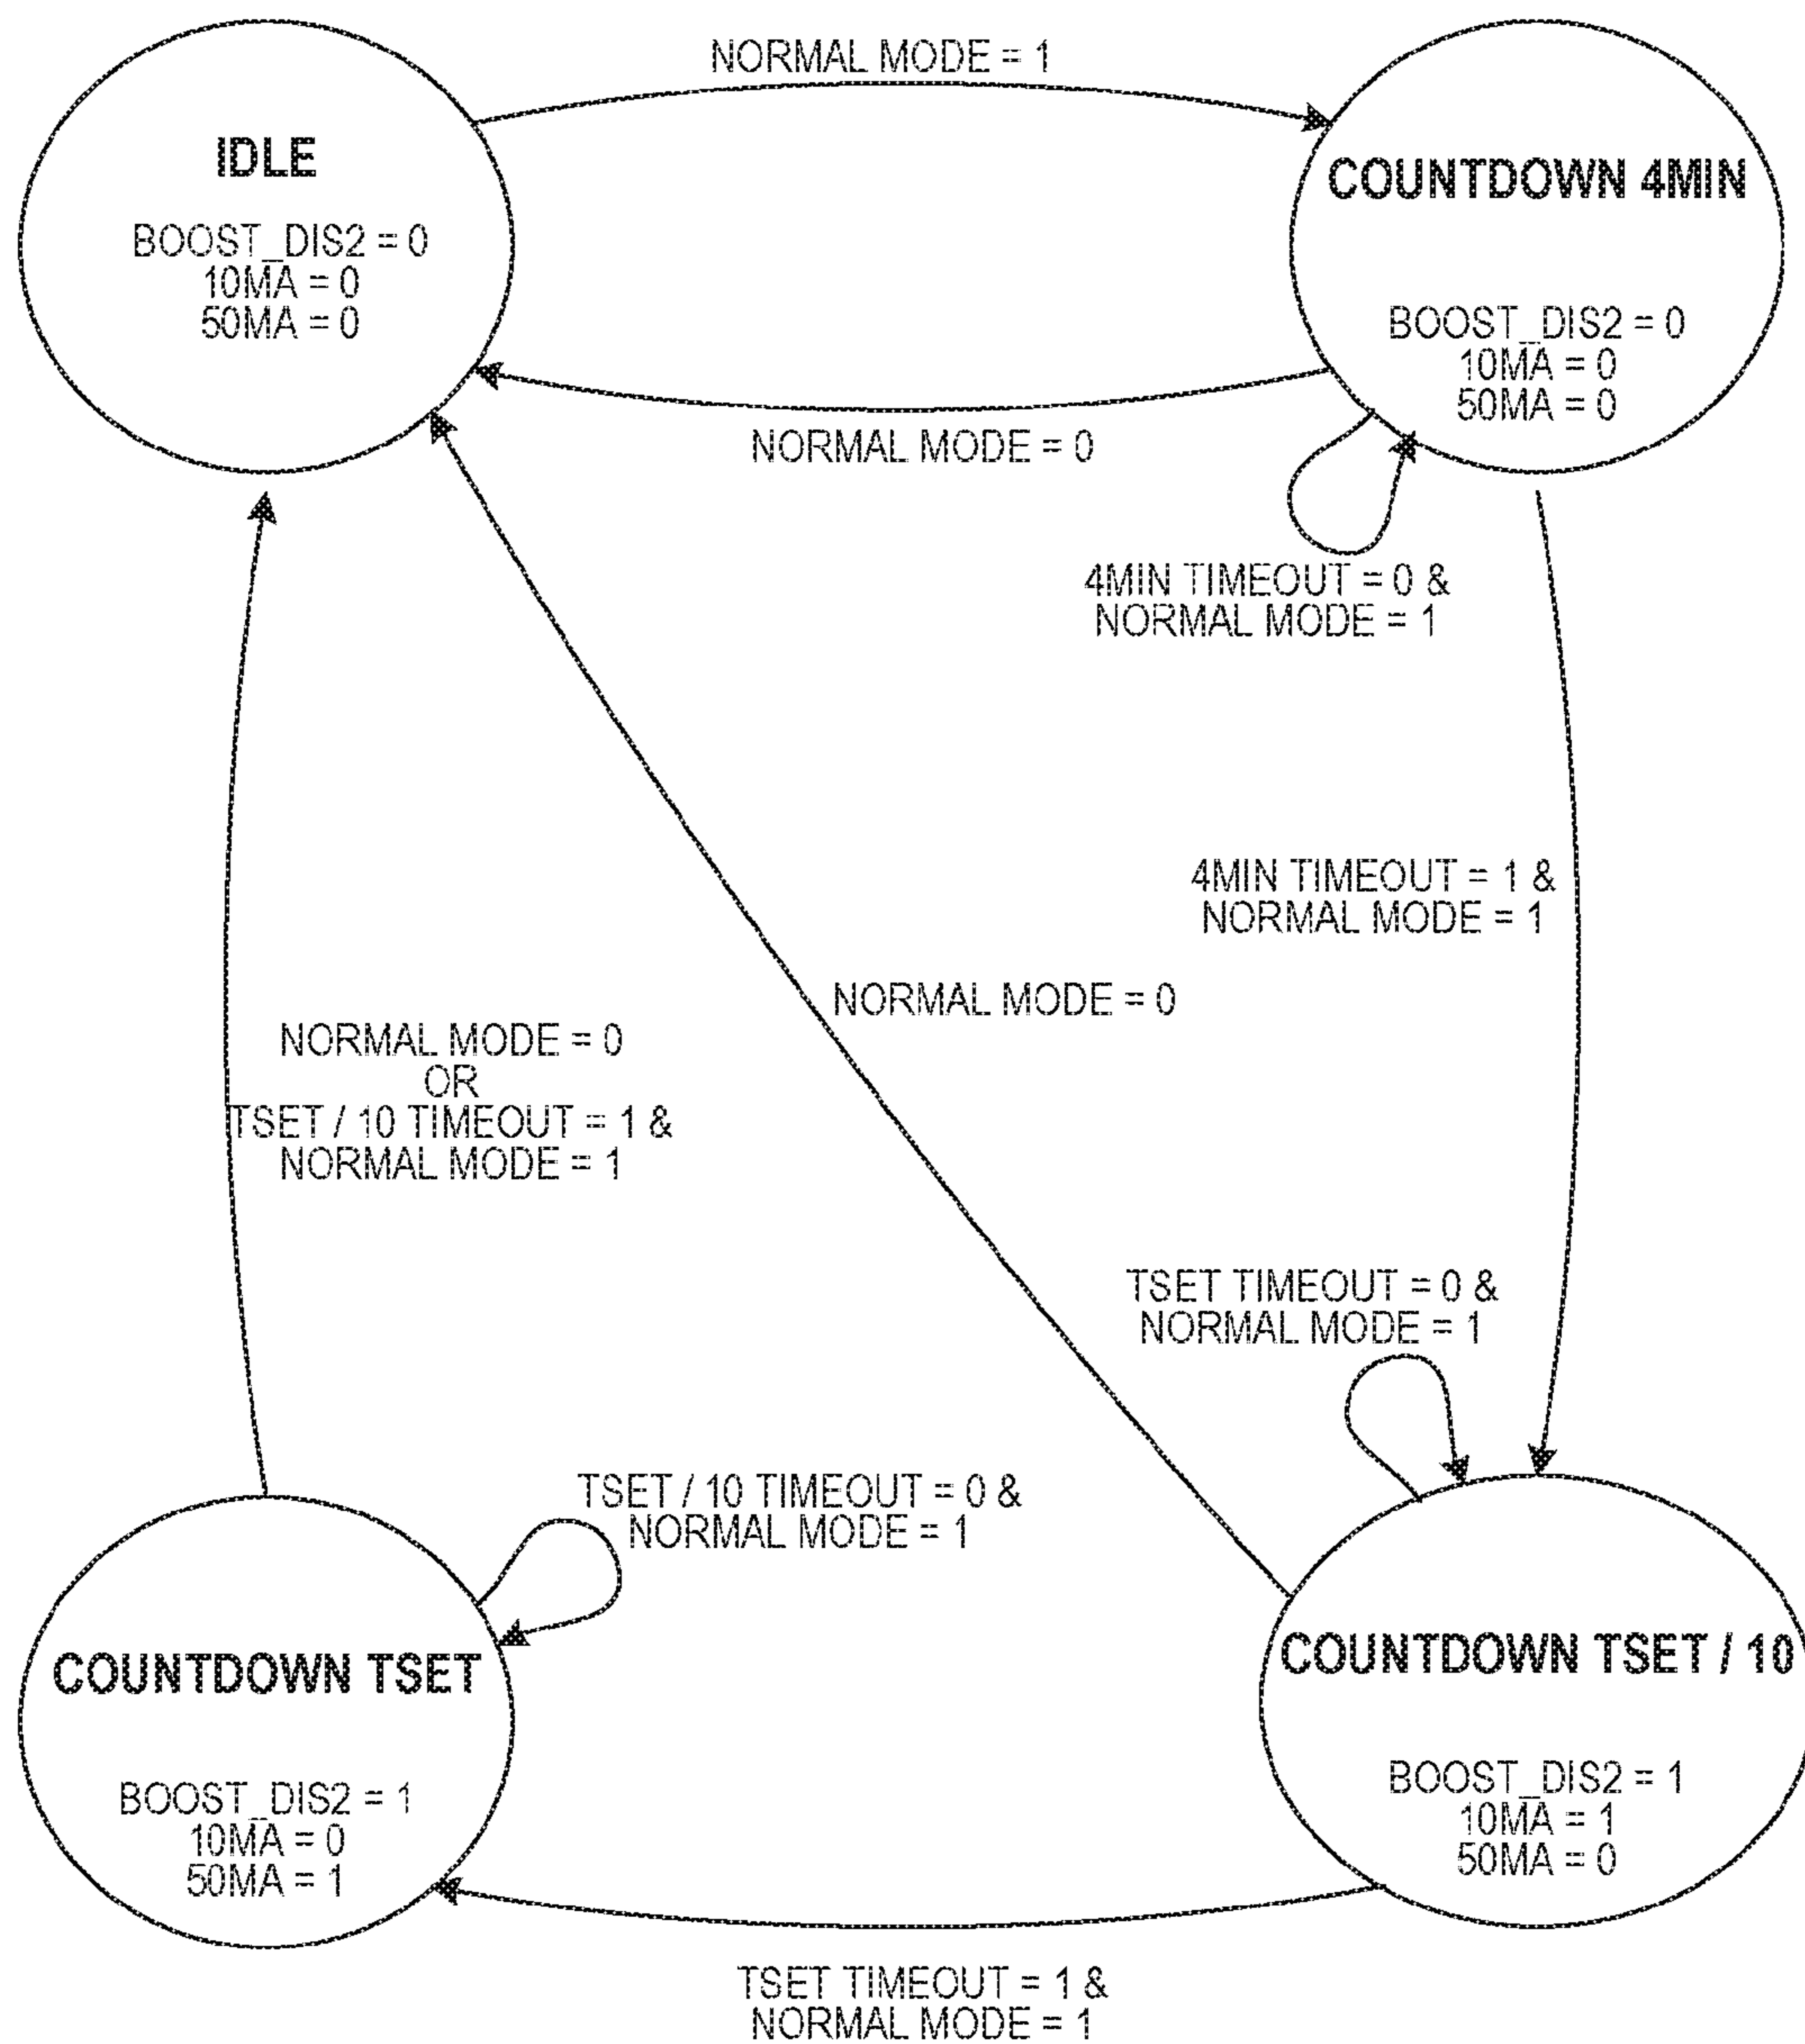 NORMAL MODE = 1
IDLE
BOOST_DIS2 = 0
10MA = 0
50MA = 0
COUNTDOWN 4MIN
BOOST_DIS2 = 0
10MA = 0
50MA = 0
NORMAL MODE = 0
4MIN TIMEOUT = 0 &
NORMAL MODE = 1
4MIN TIMEOUT = 1 &
NORMAL MODE = 1
NORMAL MODE = 0
NORMAL MODE = 0
OR
TSET / 10 TIMEOUT = 1 &
NORMAL MODE = 1
TSET TIMEOUT = 0 &
NORMAL MODE = 1
TSET / 10 TIMEOUT = 0 &
NORMAL MODE = 1
COUNTDOWN TSET
BOOST_DIS2 = 1
10MA = 0
50MA = 1
COUNTDOWN TSET / 10
BOOST_DIS2 = 1
10MA = 1
50MA = 0
TSET TIMEOUT = 1 &
NORMAL MODE = 1